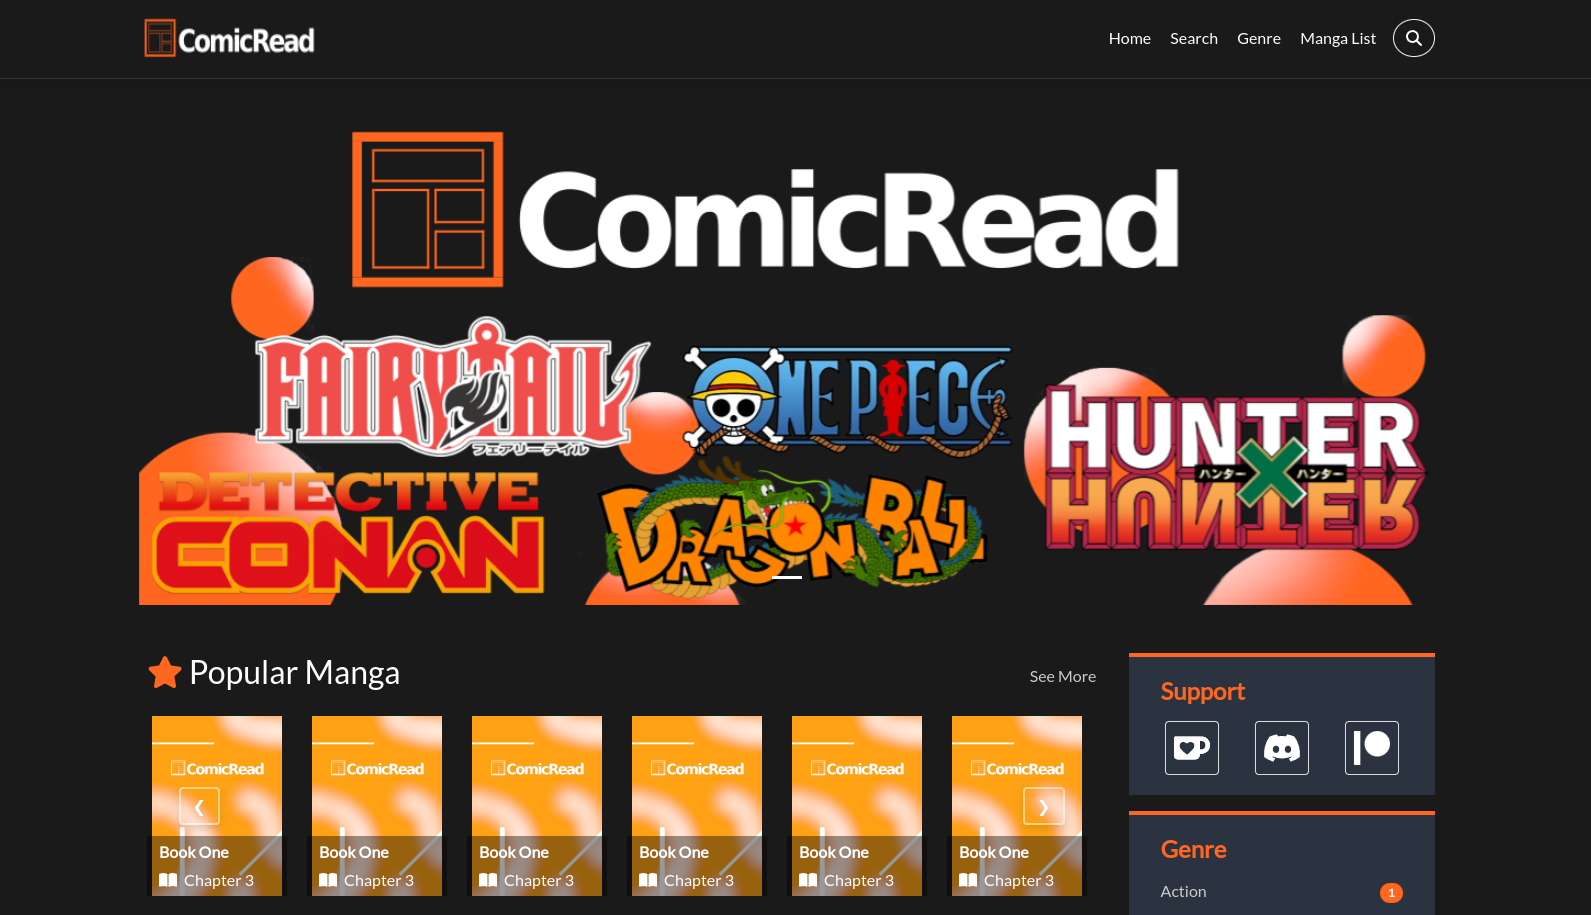 ComicRead
Home Search Genre Manga List
ComicRead
FAIRY TAIL
フェアリーテイル
ONE PIECE
HUNTER
ハンター×ハンター
HUNTER
DETECTIVE
CONAN
DRAGON BALL
Popular Manga
See More
ComicRead ComicRead ComicRead ComicRead ComicRead ComicRead
❮ ❯
Book One Book One Book One Book One Book One Book One
Chapter 3 Chapter 3 Chapter 3 Chapter 3 Chapter 3 Chapter 3
Support
Genre
Action 1